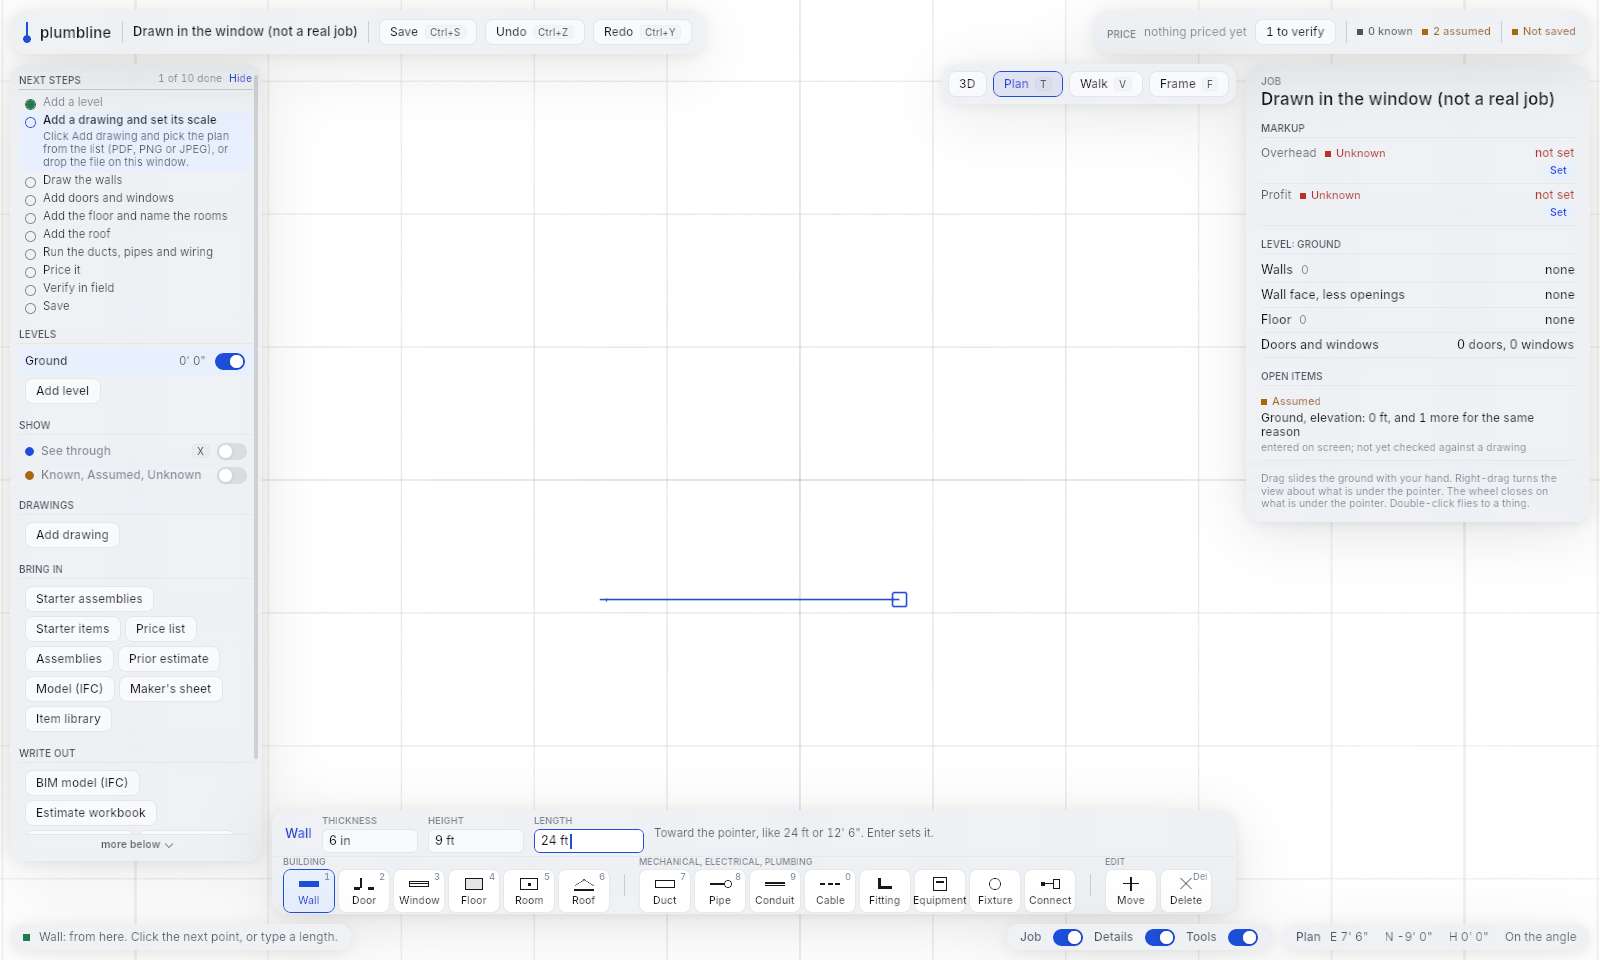 plumbline
Drawn in the window (not a real job)
Save Ctrl+S
Undo Ctrl+Z
Redo Ctrl+Y
PRICE nothing priced yet 1 to verify 0 known 2 assumed Not saved
NEXT STEPS 1 of 10 done Hide
Add a level
Add a drawing and set its scale
Click Add drawing and pick the plan
from the list (PDF, PNG or JPEG), or
drop the file on this window.
Draw the walls
Add doors and windows
Add the floor and name the rooms
Add the roof
Run the ducts, pipes and wiring
Price it
Verify in field
Save
LEVELS
Ground 0' 0"
Add level
SHOW
See through X
Known, Assumed, Unknown
DRAWINGS
Add drawing
BRING IN
Starter assemblies
Starter items Price list
Assemblies Prior estimate
Model (IFC) Maker's sheet
Item library
WRITE OUT
BIM model (IFC)
Estimate workbook
more below
3D Plan T Walk V Frame F
JOB
Drawn in the window (not a real job)
MARKUP
Overhead Unknown not set
Set
Profit Unknown not set
Set
LEVEL: GROUND
Walls 0 none
Wall face, less openings none
Floor 0 none
Doors and windows 0 doors, 0 windows
OPEN ITEMS
Assumed
Ground, elevation: 0 ft, and 1 more for the same
reason
entered on screen; not yet checked against a drawing
Drag slides the ground with your hand. Right-drag turns the
view about what is under the pointer. The wheel closes on
what is under the pointer. Double-click flies to a thing.
Wall
THICKNESS HEIGHT LENGTH
6 in 9 ft 24 ft Toward the pointer, like 24 ft or 12' 6". Enter sets it.
BUILDING MECHANICAL, ELECTRICAL, PLUMBING EDIT
1 2 3 4 5 6 7 8 9 0 Del
Wall Door Window Floor Room Roof Duct Pipe Conduit Cable Fitting Equipment Fixture Connect Move Delete
Wall: from here. Click the next point, or type a length.
Job Details Tools
Plan E 7' 6" N -9' 0" H 0' 0" On the angle